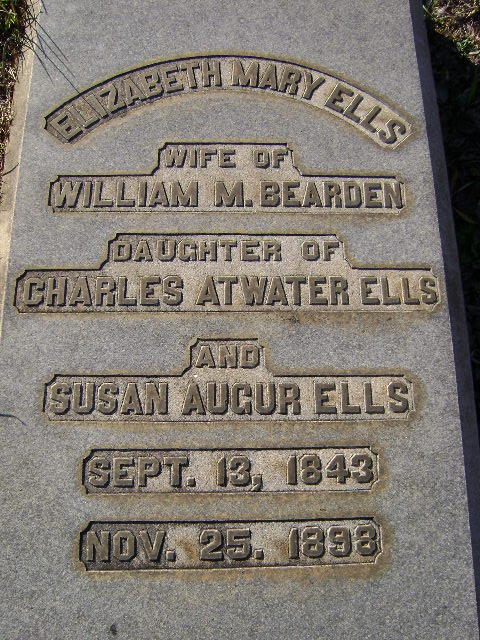 ELIZABETH MARY ELLS
WIFE OF
WILLIAM M. BEARDEN
DAUGHTER OF
CHARLES ATWATER ELLS
AND
SUSAN AUGUR ELLS
SEPT. 13, 1843
NOV. 25. 1898